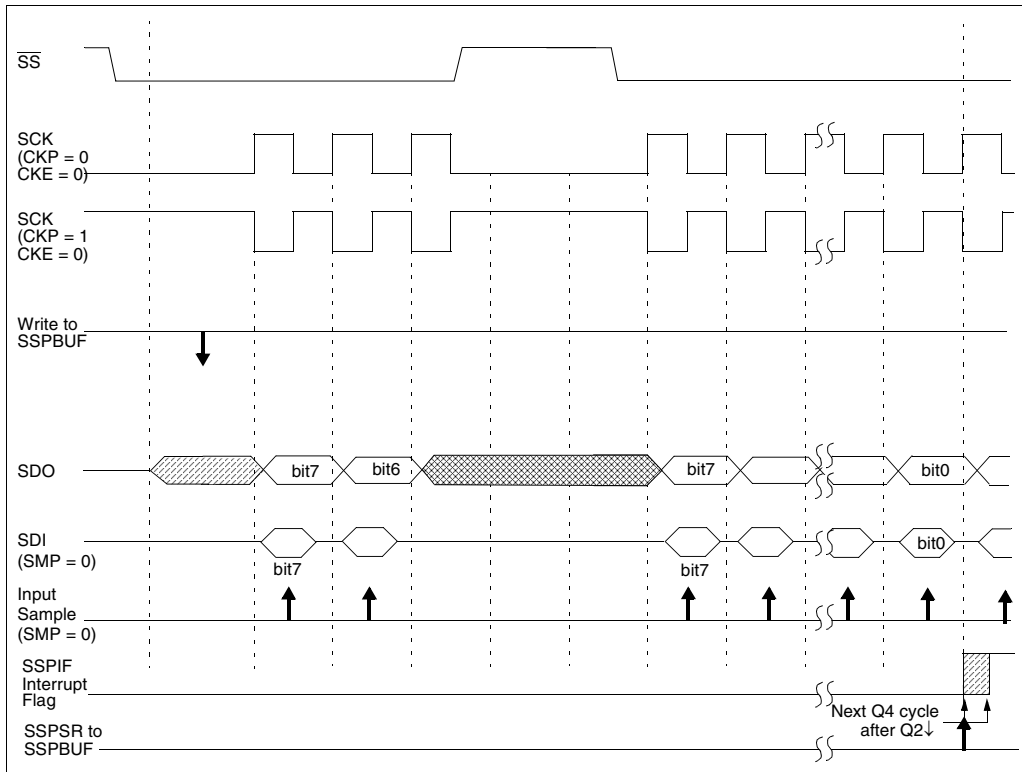 SS
SCK
(CKP = 0
CKE = 0)
SCK
(CKP = 1
CKE = 0)
Write to
SSPBUF
SDO
bit7
bit6
bit7
bit0
SDI
(SMP = 0)
bit7
bit7
bit0
Input
Sample
(SMP = 0)
SSPIF
Interrupt
Flag
Next Q4 cycle
after Q2↓
SSPSR to
SSPBUF